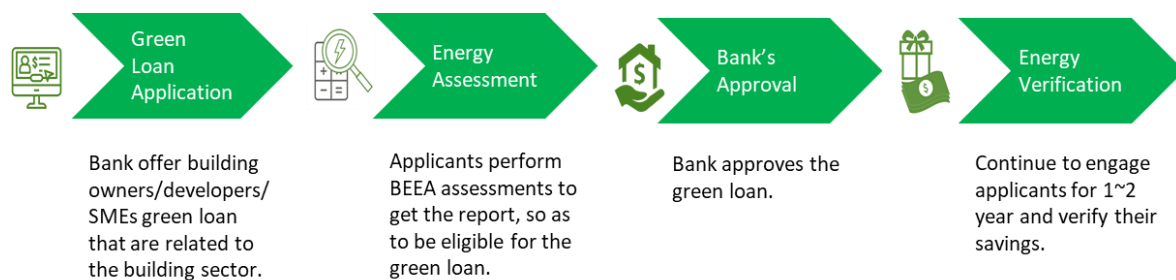 Green
Loan
Application
Bank offer building
owners/developers/
SMEs green loan
that are related to
the building sector.
Energy
Assessment
Applicants perform
BEEA assessments to
get the report, so as
to be eligible for the
green loan.
Bank's
Approval
Bank approves the
green loan.
Energy
Verification
Continue to engage
applicants for 1~2
year and verify their
savings.